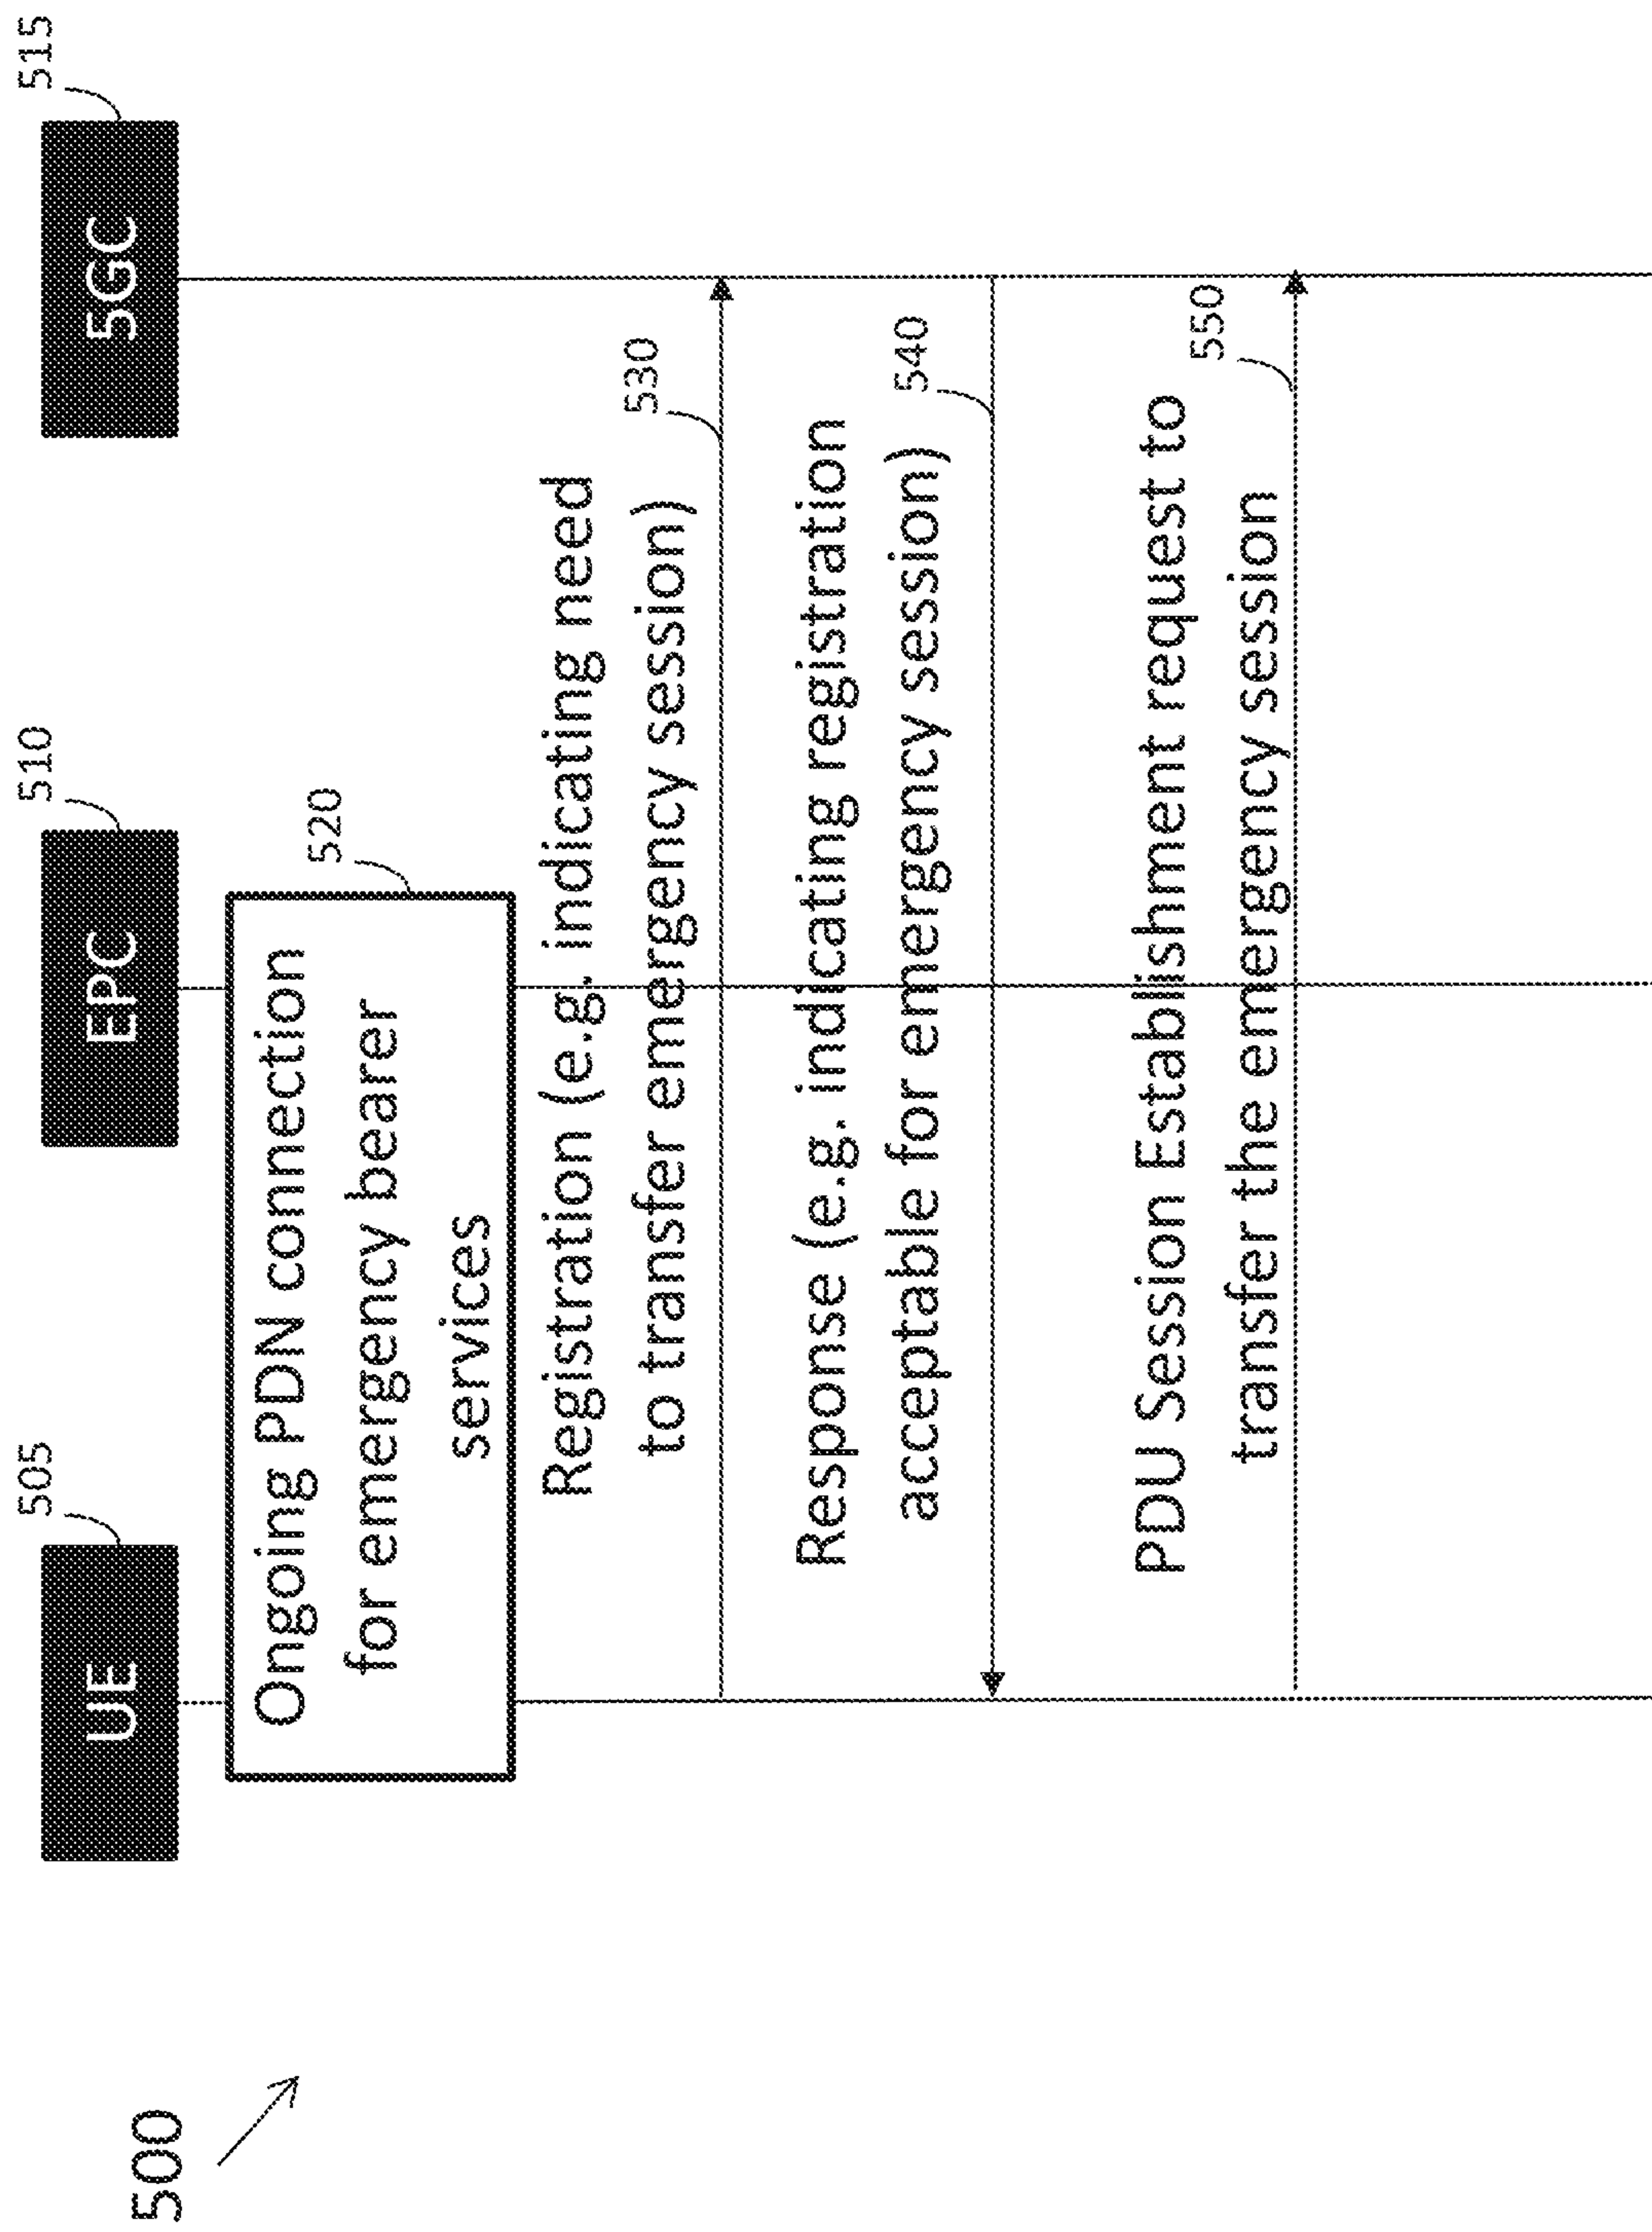 500
505
510
515
UE
EPC
5GC
520
Ongoing PDN connection
for emergency bearer
services
Registration (e.g. indicating need
to transfer emergency session)
530
Response (e.g. indicating registration
acceptable for emergency session)
540
PDU Session Establishment request to
transfer the emergency session
550